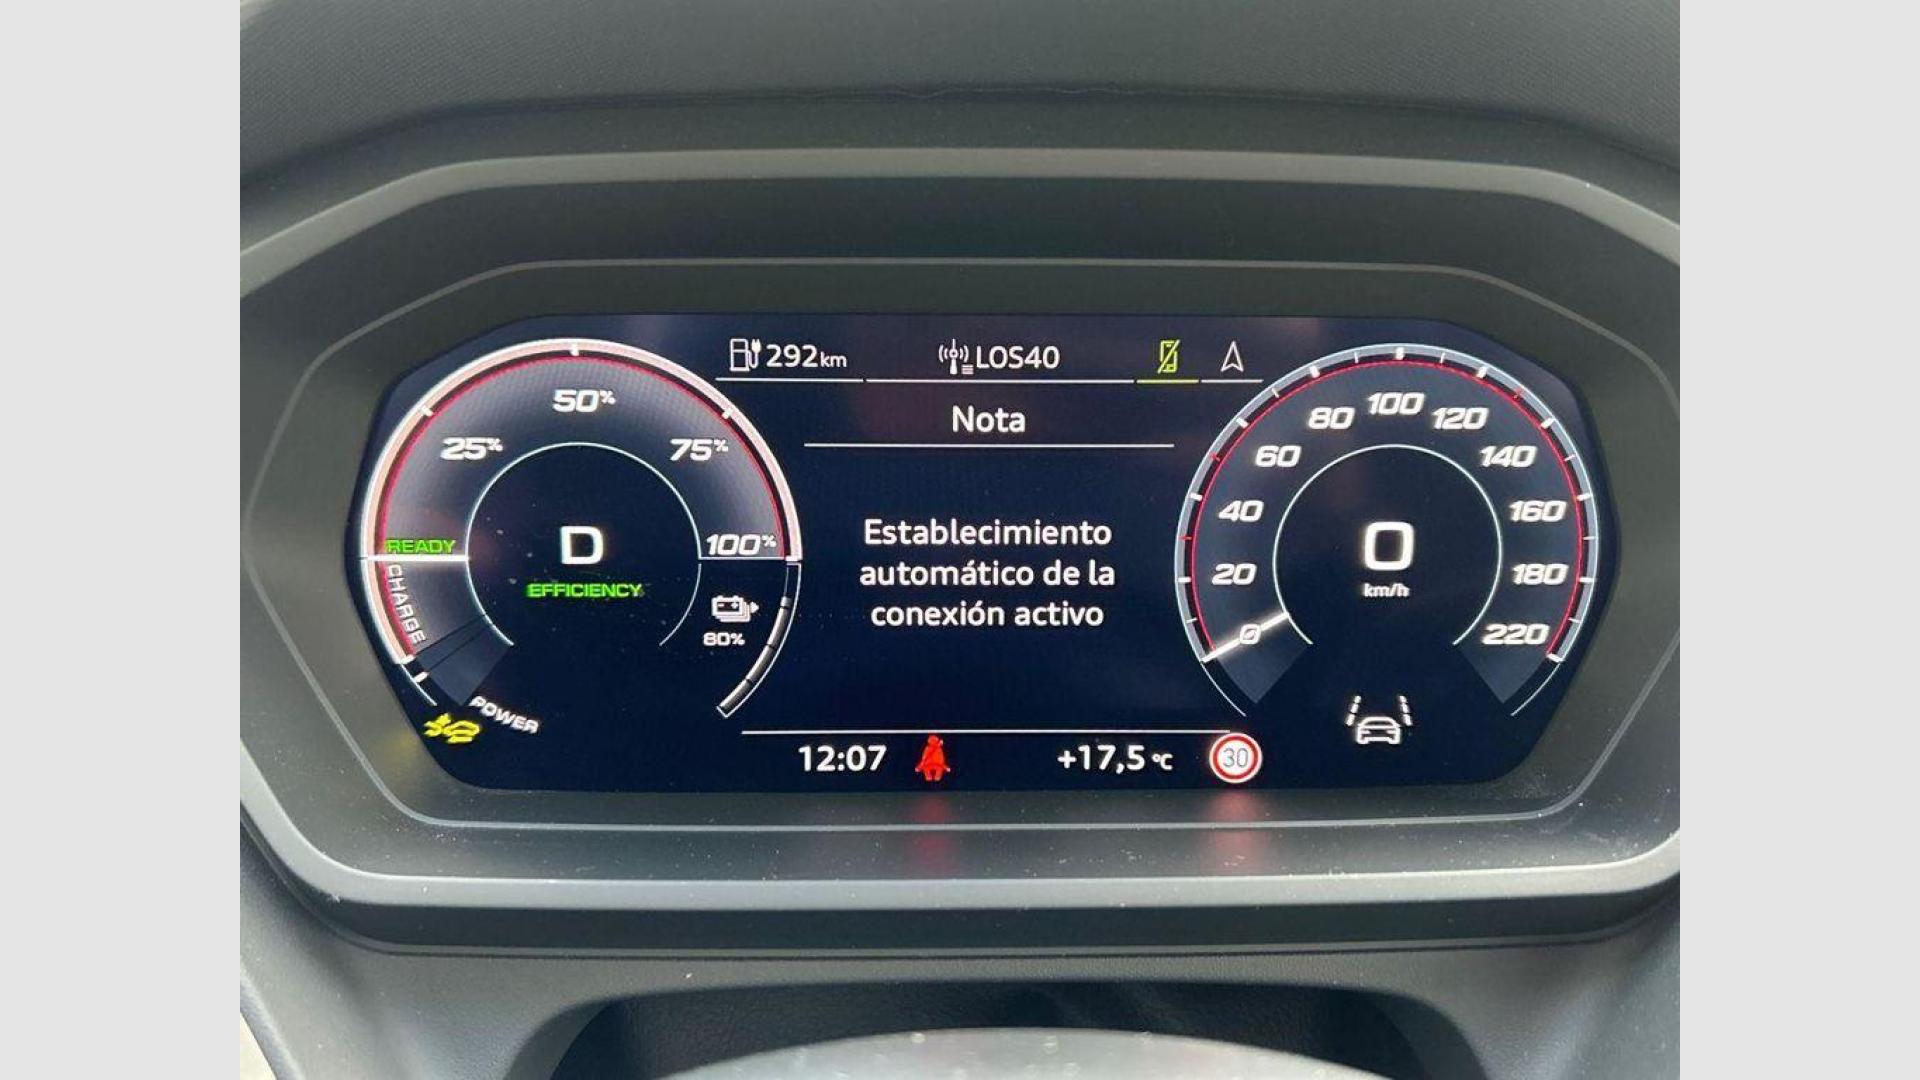 292km
LOS40
Nota
Establecimiento
automático de la
conexión activo
25%
50%
75%
100%
READY
CHARGE
D
EFFICIENCY
80%
POWER
0
20
40
60
80
100
120
140
160
180
220
0
km/h
12:07
+17,5 °C
30